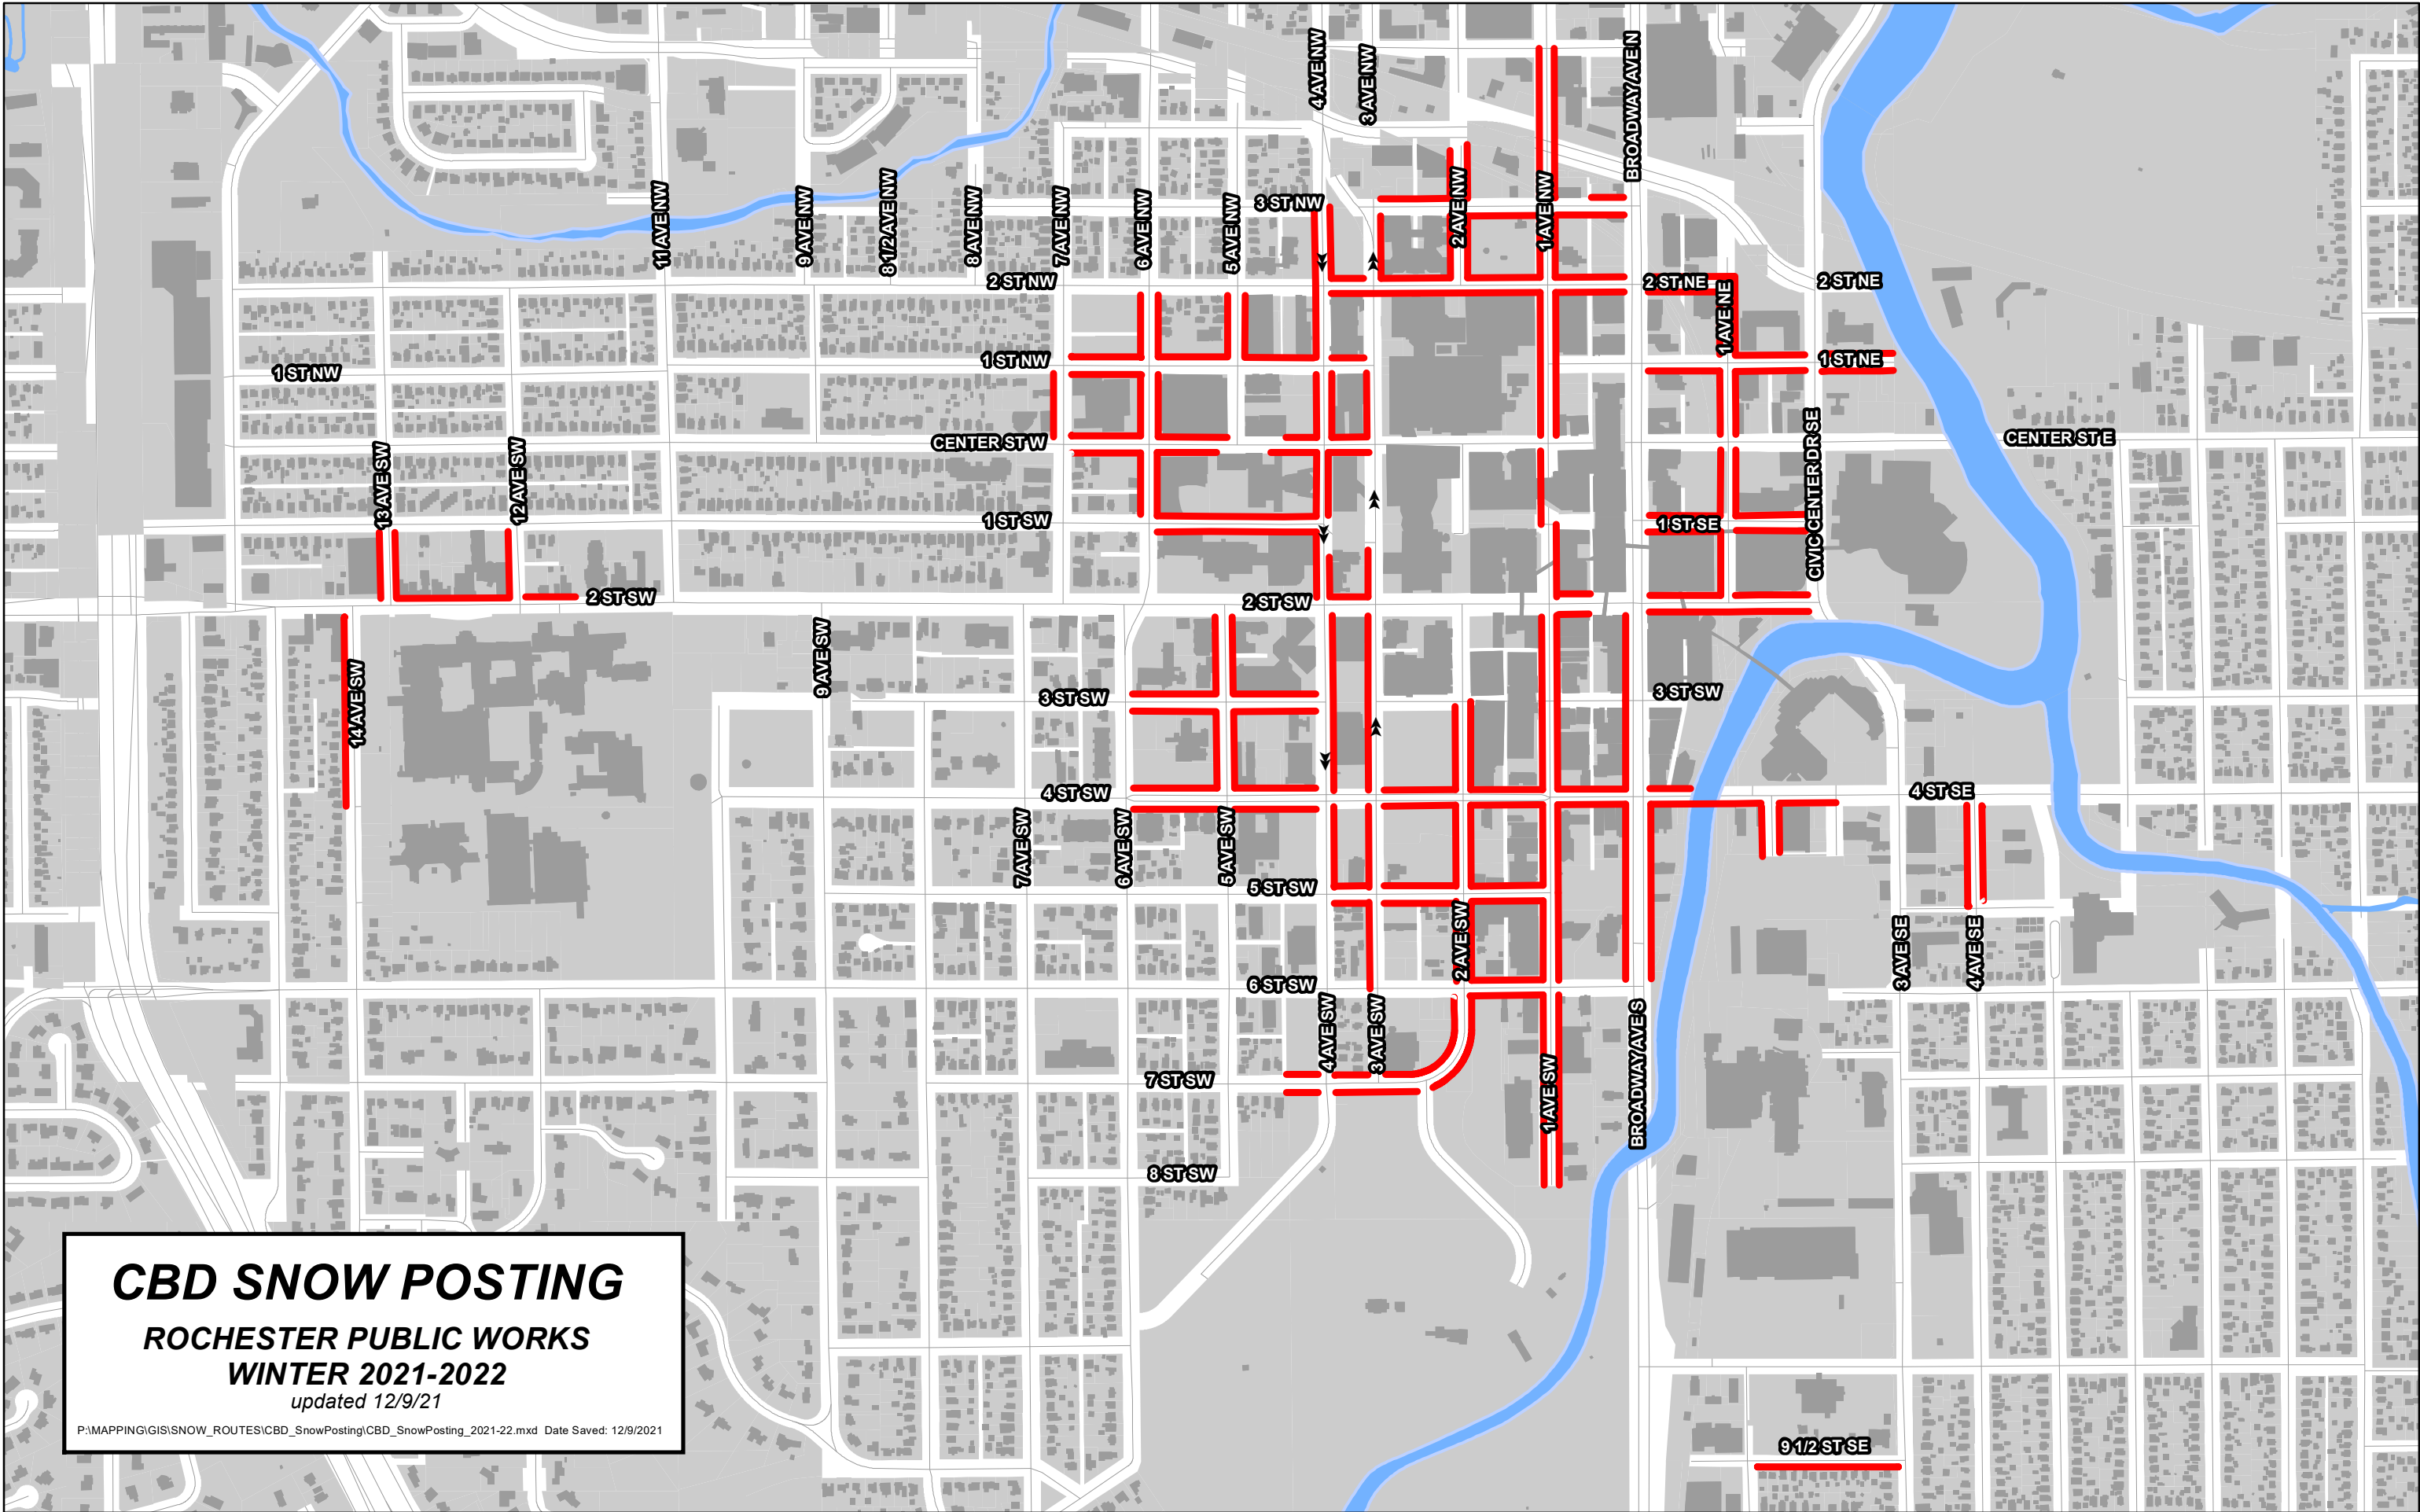 4 AVE NW
3 AVE NW
BROADWAY AVE N
11 AVE NW
9 AVE NW
8 1/2 AVE NW
8 AVE NW
7 AVE NW
6 AVE NW
5 AVE NW
3 ST NW
2 AVE NW
1 AVE NW
2 ST NW
2 ST NE
2 ST NE
1 AVE NE
1 ST NW
1 ST NW
1 ST NE
13 AVE SW
12 AVE SW
CENTER ST W
CENTER ST E
CIVIC CENTER DR SE
1 ST SW
1 ST SE
2 ST SW
2 ST SW
14 AVE SW
9 AVE SW
3 ST SW
3 ST SW
4 ST SW
4 ST SE
7 AVE SW
6 AVE SW
5 AVE SW
5 ST SW
2 AVE SW
3 AVE SE
4 AVE SE
6 ST SW
4 AVE SW
3 AVE SW
1 AVE SW
BROADWAY AVE S
7 ST SW
8 ST SW
9 1/2 ST SE
CBD SNOW POSTING
ROCHESTER PUBLIC WORKS
WINTER 2021-2022
updated 12/9/21
P:\MAPPING\GIS\SNOW_ROUTES\CBD_SnowPosting\CBD_SnowPosting_2021-22.mxd Date Saved: 12/9/2021